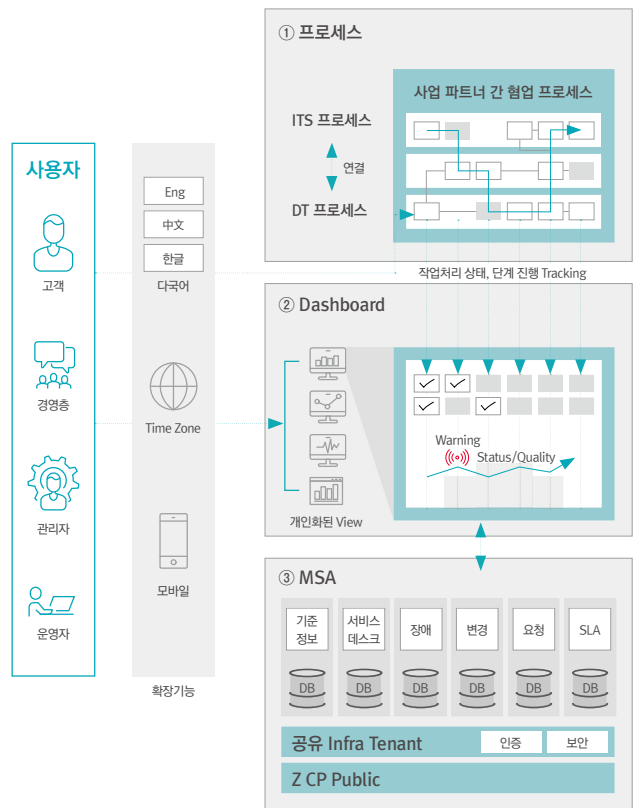 ① 프로세스
사업 파트너 간 협업 프로세스
ITS 프로세스
연결
DT 프로세스
작업처리 상태, 단계 진행 Tracking
사용자
고객
경영층
관리자
운영자
Eng
中文
한글
다국어
Time Zone
모바일
확장기능
② Dashboard
개인화된 View
Warning
Status/Quality
③ MSA
기준
정보
서비스
데스크
장애
변경
요청
SLA
DB
DB
DB
DB
DB
DB
공유 Infra Tenant
인증
보안
Z CP Public